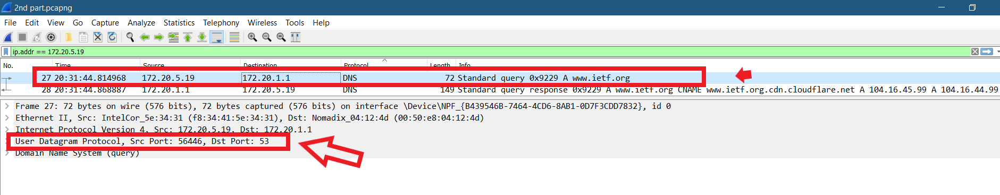 2nd part.pcapng
File Edit View Go Capture Analyze Statistics Telephony Wireless Tools Help
ip.addr == 172.20.5.19
No. Time Source Destination Protocol Length Info
27 20:31:44.814968 172.20.5.19 172.20.1.1 DNS 72 Standard query 0x9229 A www.ietf.org
28 20:31:44.868887 172.20.1.1 172.20.5.19 DNS 149 Standard query response 0x9229 A www.ietf.org CNAME www.ietf.org.cdn.cloudflare.net A 104.16.45.99 A 104.16.44.99
Frame 27: 72 bytes on wire (576 bits), 72 bytes captured (576 bits) on interface \Device\NPF_{B439546B-7464-4CD6-8AB1-0D7F3CDD7832}, id 0
Ethernet II, Src: IntelCor_5e:34:31 (f8:34:41:5e:34:31), Dst: Nomadix_04:12:4d (00:50:e8:04:12:4d)
Internet Protocol Version 4, Src: 172.20.5.19, Dst: 172.20.1.1
User Datagram Protocol, Src Port: 56446, Dst Port: 53
Domain Name System (query)